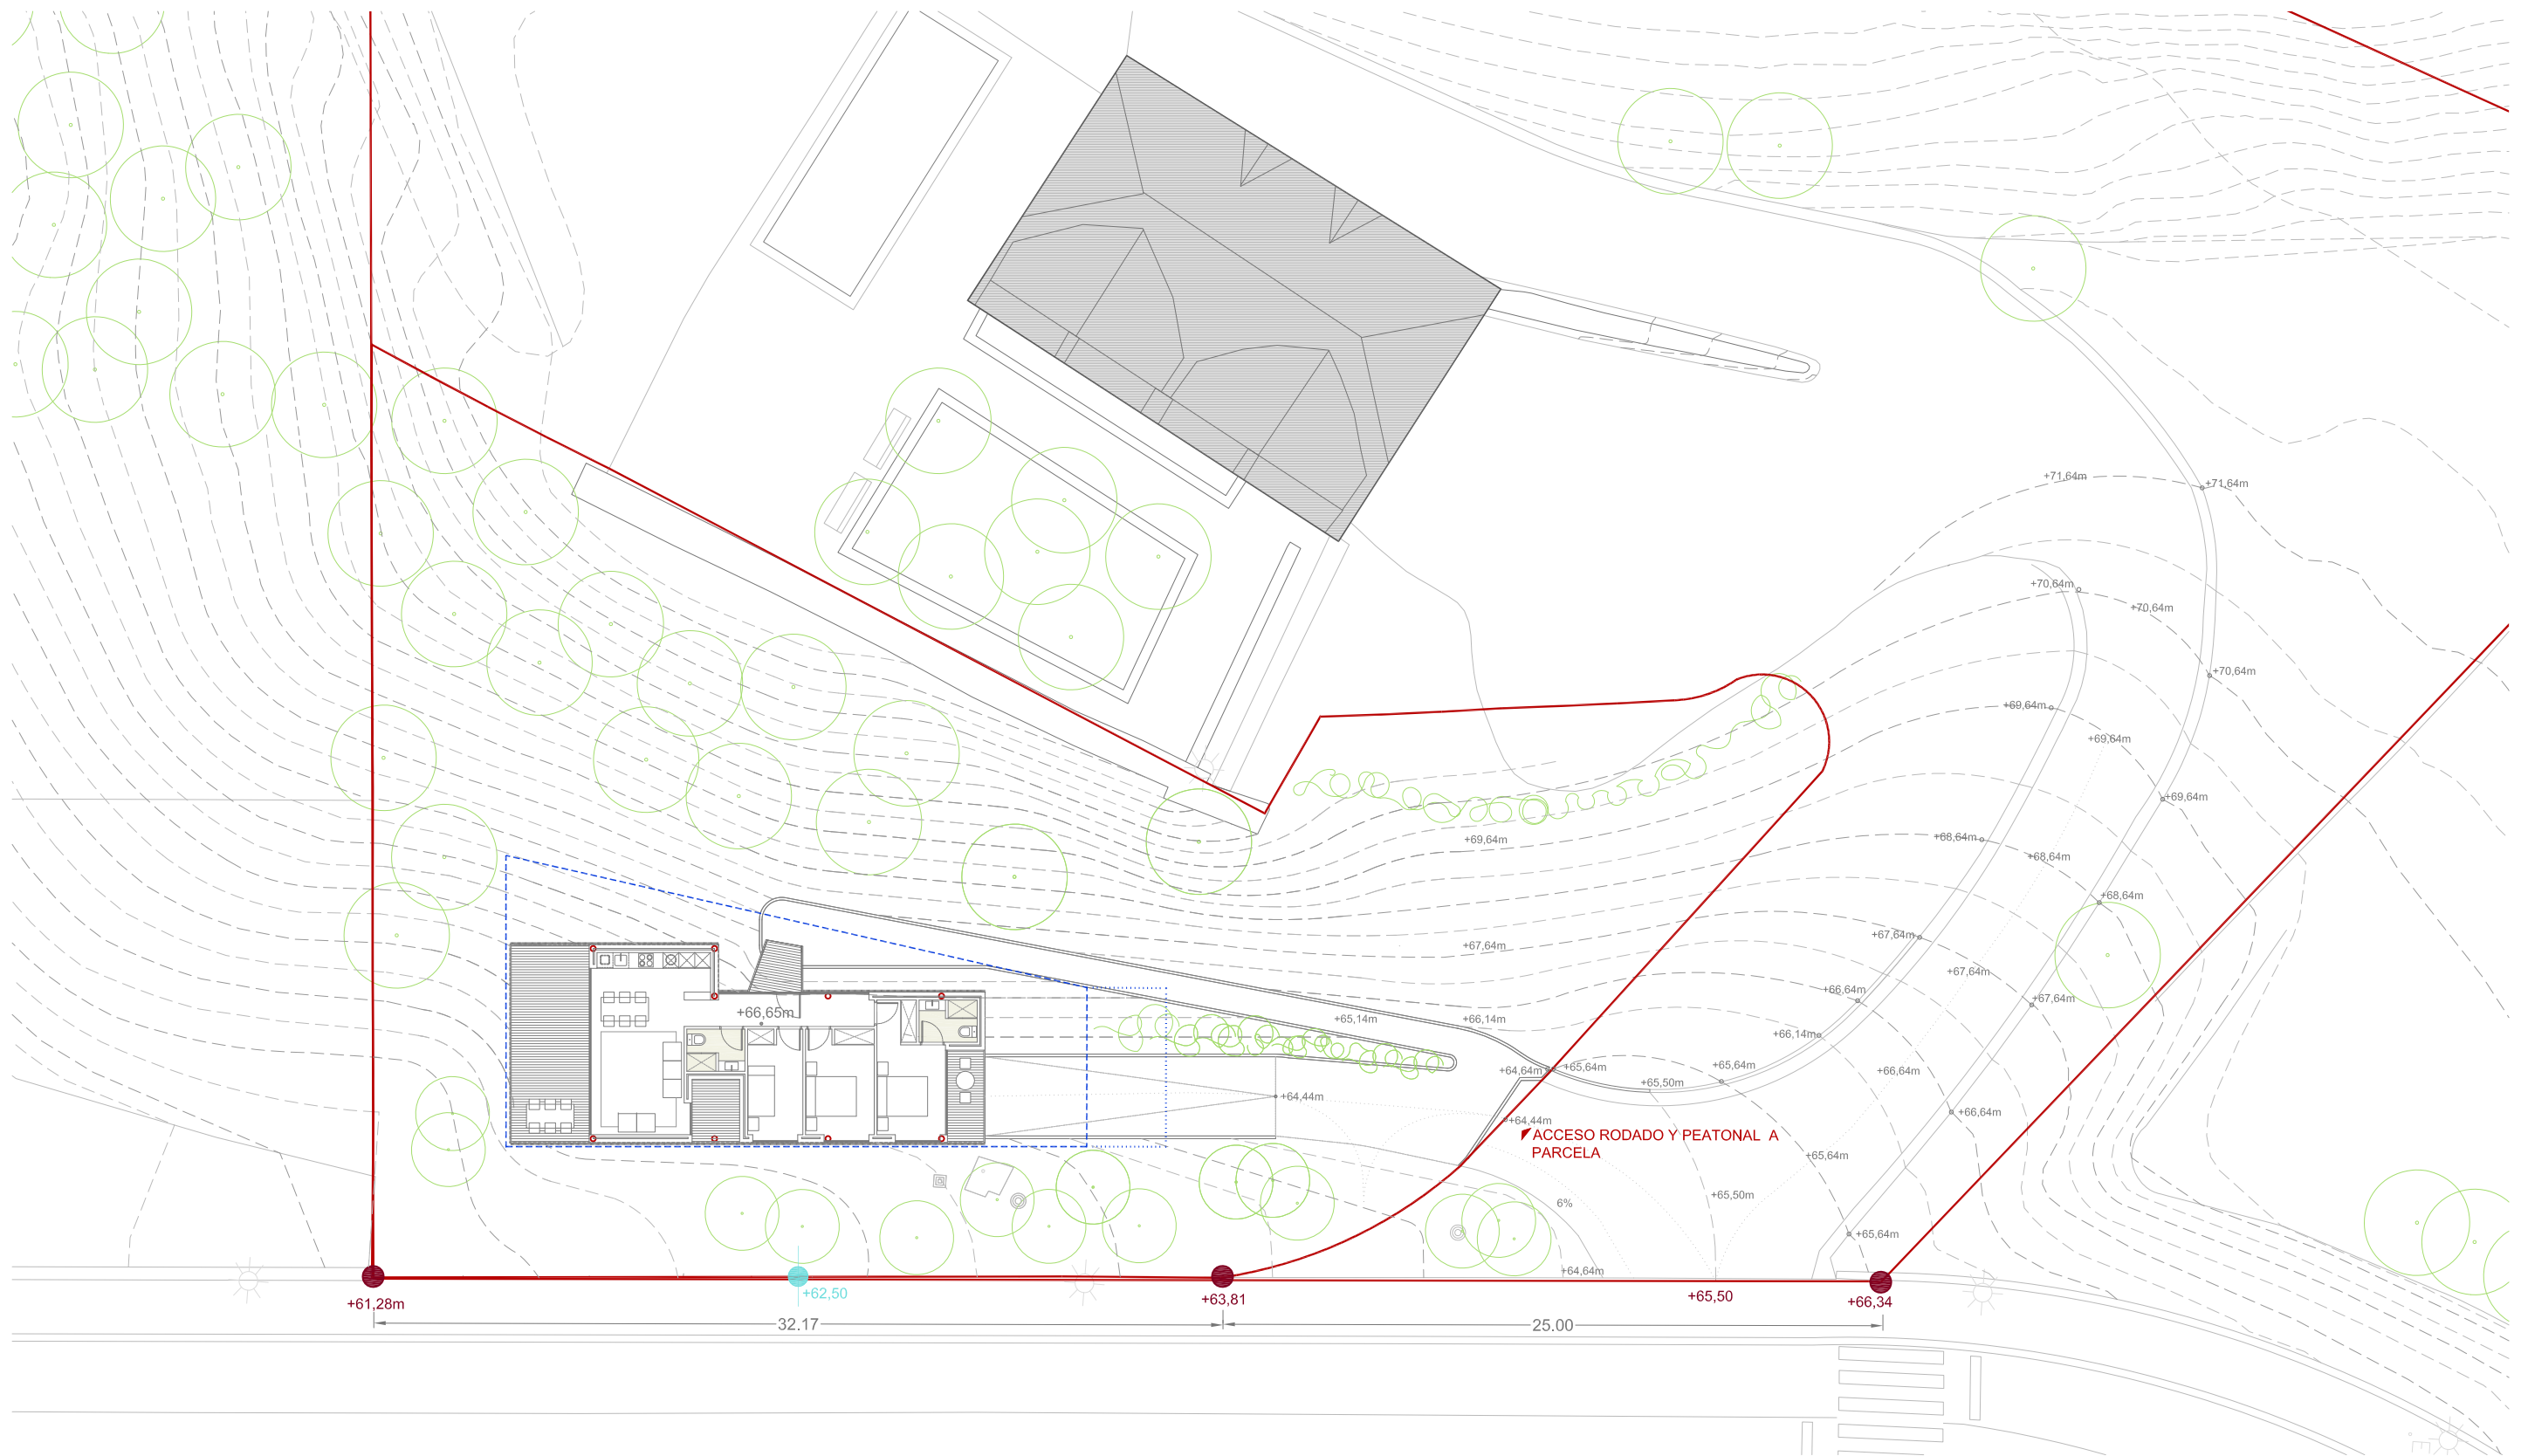 +71,64m
+71,64m
+70,64m
+70,64m
+70,64m
+69,64m
+69,64m
+69,64m
+69,64m
+68,64m
+68,64m
+68,64m
+67,64m
+67,64m
+67,64m
+67,64m
+66,64m
+66,65m
+65,14m
+66,14m
+66,14m
+64,64m
+65,64m
+65,64m
+65,50m
+66,64m
+64,44m
+64,44m
+66,64m
ACCESO RODADO Y PEATONAL A
PARCELA
+65,64m
+65,50m
6%
+65,64m
+64,64m
+62,50
+61,28m
+63,81
+65,50
+66,34
32.17
25.00